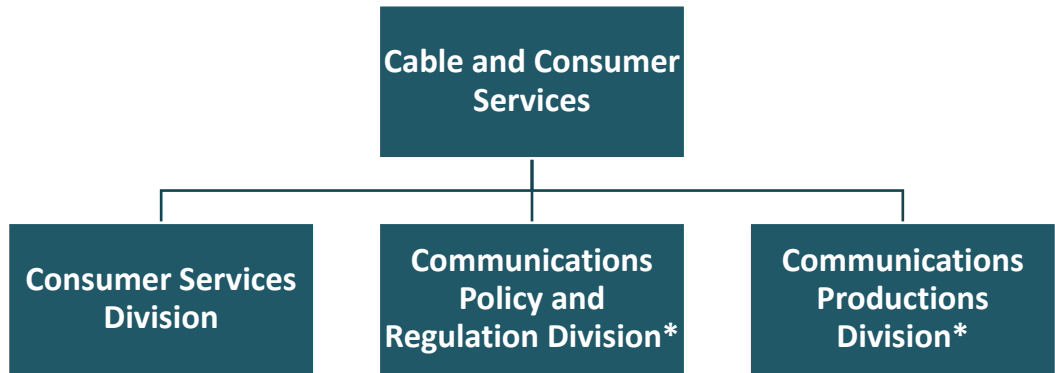 Cable and Consumer
Services
Consumer Services
Division
Communications
Policy and
Regulation Division*
Communications
Productions
Division*